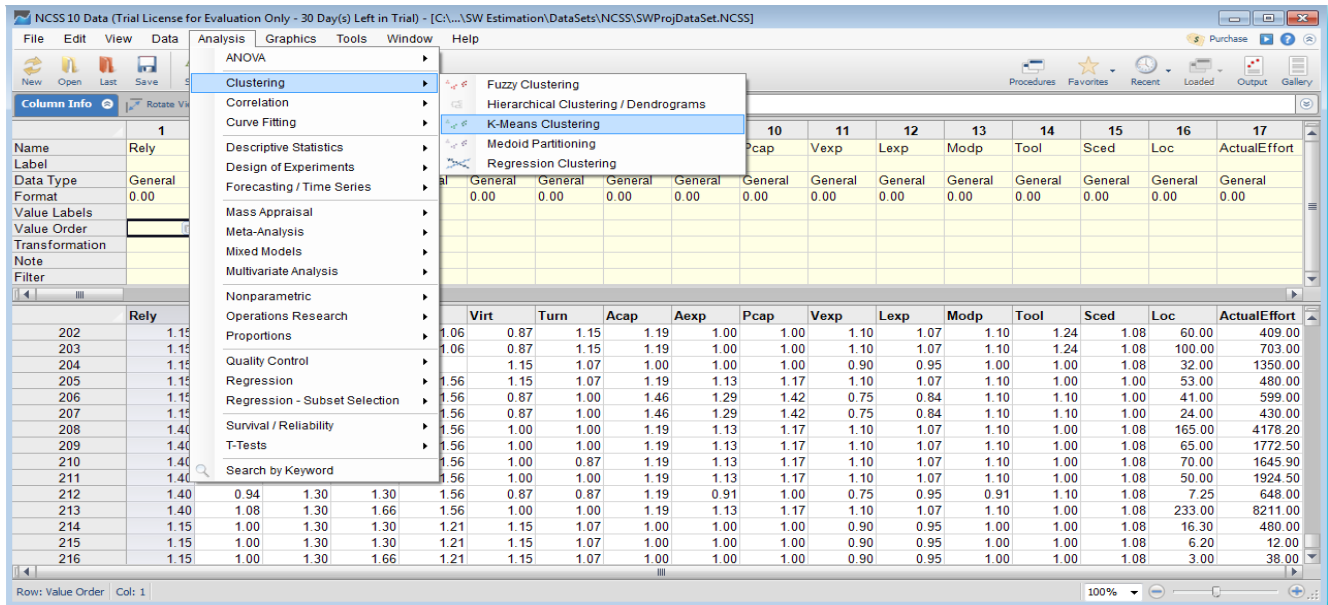 NCSS 10 Data (Trial License for Evaluation Only - 30 Day(s) Left in Trial) - [C:\...\SW Estimation\DataSets\NCSS\SWProjDataSet.NCSS]
File Edit View Data Analysis Graphics Tools Window Help Purchase
New Open Last Save Procedures Favorites Recent Loaded Output Gallery
Column Info Rotate Vi
ANOVA
Clustering
Correlation
Curve Fitting
Descriptive Statistics
Design of Experiments
Forecasting / Time Series
Mass Appraisal
Meta-Analysis
Mixed Models
Multivariate Analysis
Nonparametric
Operations Research
Proportions
Quality Control
Regression
Regression - Subset Selection
Survival / Reliability
T-Tests
Search by Keyword
Fuzzy Clustering
Hierarchical Clustering / Dendrograms
K-Means Clustering
Medoid Partitioning
Regression Clustering
1 10 11 12 13 14 15 16 17
Name Rely Pcap Vexp Lexp Modp Tool Sced Loc ActualEffort
Label
Data Type General al General General General General General General General General General General General General
Format 0.00 0.00 0.00 0.00 0.00 0.00 0.00 0.00 0.00 0.00 0.00 0.00 0.00
Value Labels
Value Order
Transformation
Note
Filter
Rely Virt Turn Acap Aexp Pcap Vexp Lexp Modp Tool Sced Loc ActualEffort
202 1.15 1.06 0.87 1.15 1.19 1.00 1.00 1.10 1.07 1.10 1.24 1.08 60.00 409.00
203 1.15 1.06 0.87 1.15 1.19 1.00 1.00 1.10 1.07 1.10 1.24 1.08 100.00 703.00
204 1.15 1.15 1.07 1.00 1.00 1.00 0.90 0.95 1.00 1.00 1.08 32.00 1350.00
205 1.15 1.56 1.15 1.07 1.19 1.13 1.17 1.10 1.07 1.10 1.00 1.08 53.00 480.00
206 1.15 1.56 0.87 1.00 1.46 1.29 1.42 0.75 0.84 1.10 1.10 1.08 41.00 599.00
207 1.15 1.56 0.87 1.00 1.46 1.29 1.42 0.75 0.84 1.10 1.00 1.08 24.00 430.00
208 1.40 1.56 1.00 1.00 1.19 1.13 1.17 1.10 1.07 1.10 1.00 1.08 165.00 4178.20
209 1.40 1.56 1.00 1.00 1.19 1.13 1.17 1.10 1.07 1.10 1.00 1.08 65.00 1772.50
210 1.40 1.56 1.00 0.87 1.19 1.13 1.17 1.10 1.07 1.10 1.00 1.08 70.00 1645.90
211 1.40 1.56 1.00 1.00 1.19 1.13 1.17 1.10 1.07 1.10 1.00 1.08 50.00 1924.50
212 1.40 0.94 1.30 1.30 1.56 0.87 0.87 1.19 0.91 1.00 0.75 0.95 0.91 1.10 1.08 7.25 648.00
213 1.40 1.08 1.30 1.66 1.56 1.00 1.00 1.19 1.13 1.17 1.10 1.07 1.10 1.00 1.08 233.00 8211.00
214 1.15 1.00 1.30 1.30 1.21 1.15 1.07 1.00 1.00 1.00 0.90 0.95 1.00 1.00 1.08 16.30 480.00
215 1.15 1.00 1.30 1.30 1.21 1.15 1.07 1.00 1.00 1.00 0.90 0.95 1.00 1.00 1.08 6.20 12.00
216 1.15 1.00 1.30 1.66 1.21 1.15 1.07 1.00 1.00 1.00 0.90 0.95 1.00 1.00 1.08 3.00 38.00
Row: Value Order Col: 1 100%